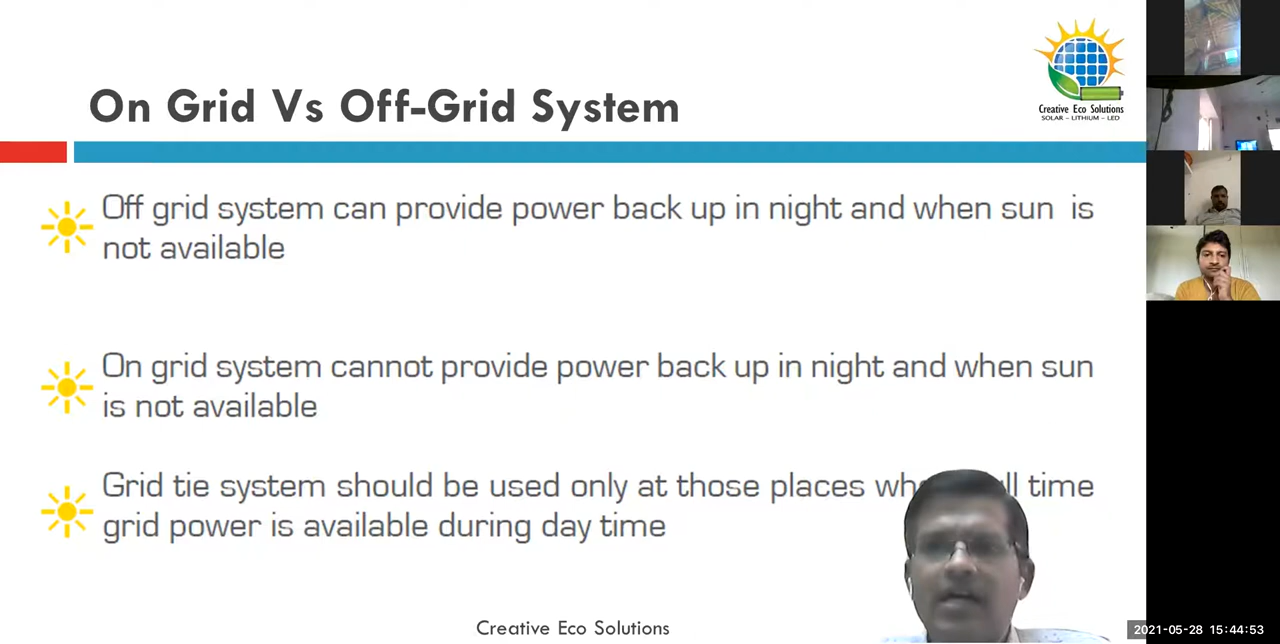 Creative Eco Solutions
SOLAR – LITHIUM – LED
On Grid Vs Off-Grid System
Off grid system can provide power back up in night and when sun is
not available
On grid system cannot provide power back up in night and when sun
is not available
Grid tie system should be used only at those places time
grid power is available during day time
Creative Eco Solutions
2021-05-28 15:44:53